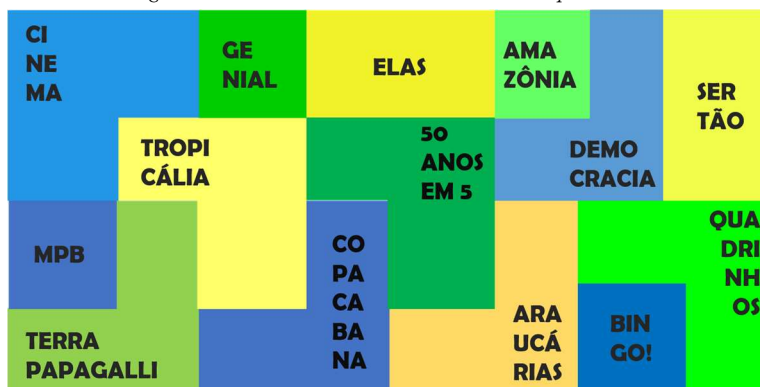 CI
NE
MA
GE
NIAL
ELAS
AMA
ZÔNIA
SER
TÃO
TROPI
CÁLIA
50
ANOS
EM 5
DEMO
CRACIA
MPB
CO
PA
CA
BA
NA
QUA
DRI
NH
OS
TERRA
PAPAGALLI
ARA
UCÁ
RIAS
BIN
GO!